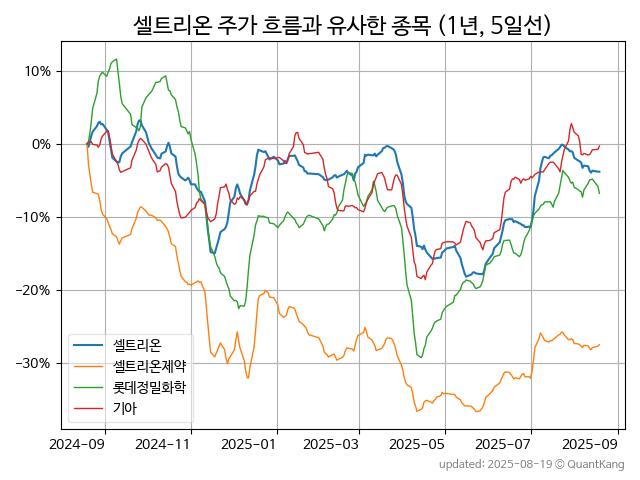 셀트리온 주가 흐름과 유사한 종목 (1년, 5일선)
10%
0%
−10%
−20%
−30%
셀트리온
셀트리온제약
롯데정밀화학
기아
2024-09 2024-11 2025-01 2025-03 2025-05 2025-07 2025-09
updated: 2025-08-19 © QuantKang